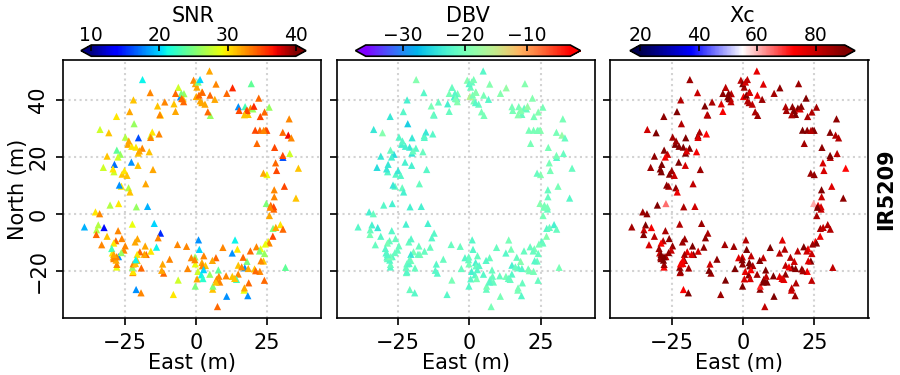 SNR DBV Xc
10 20 30 40 −30 −20 −10 20 40 60 80
40
20
0
−20
North (m)
IR5209
−25 0 25 −25 0 25 −25 0 25
East (m) East (m) East (m)